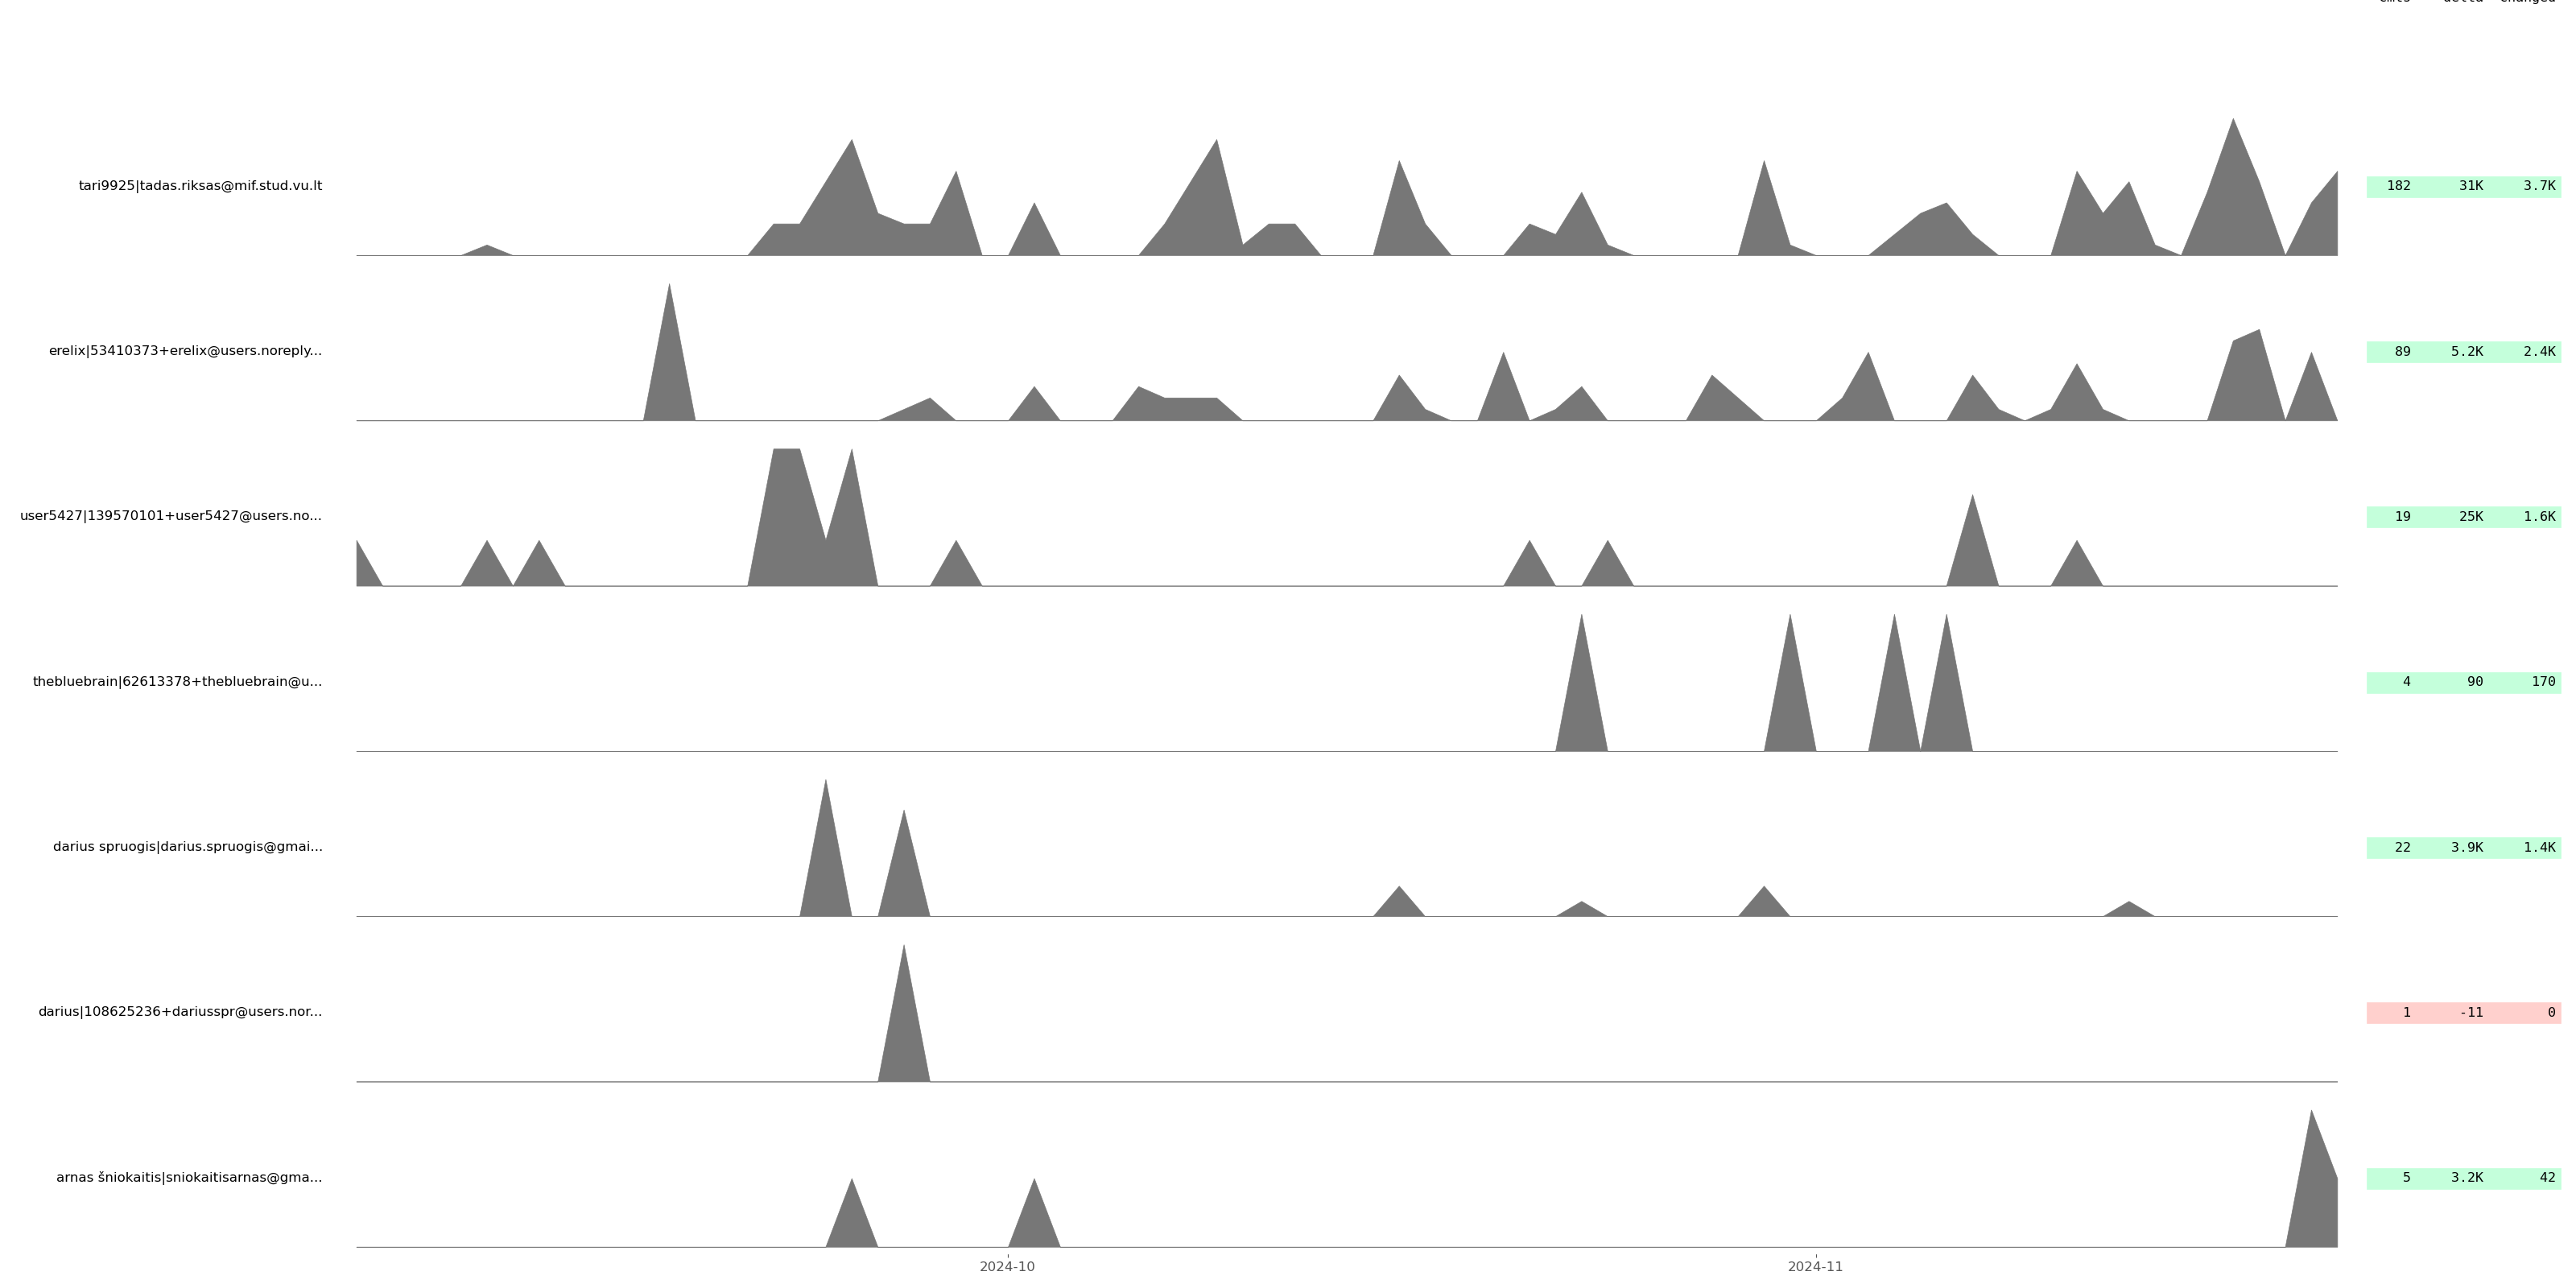 tari9925|tadas.riksas@mif.stud.vu.lt 182 31K 3.7K
erelix|53410373+erelix@users.noreply... 89 5.2K 2.4K
user5427|139570101+user5427@users.no... 19 25K 1.6K
thebluebrain|62613378+thebluebrain@u... 4 90 170
darius spruogis|darius.spruogis@gmai... 22 3.9K 1.4K
darius|108625236+dariusspr@users.nor... 1 -11 0
arnas šniokaitis|sniokaitisarnas@gma... 5 3.2K 42
2024-10 2024-11